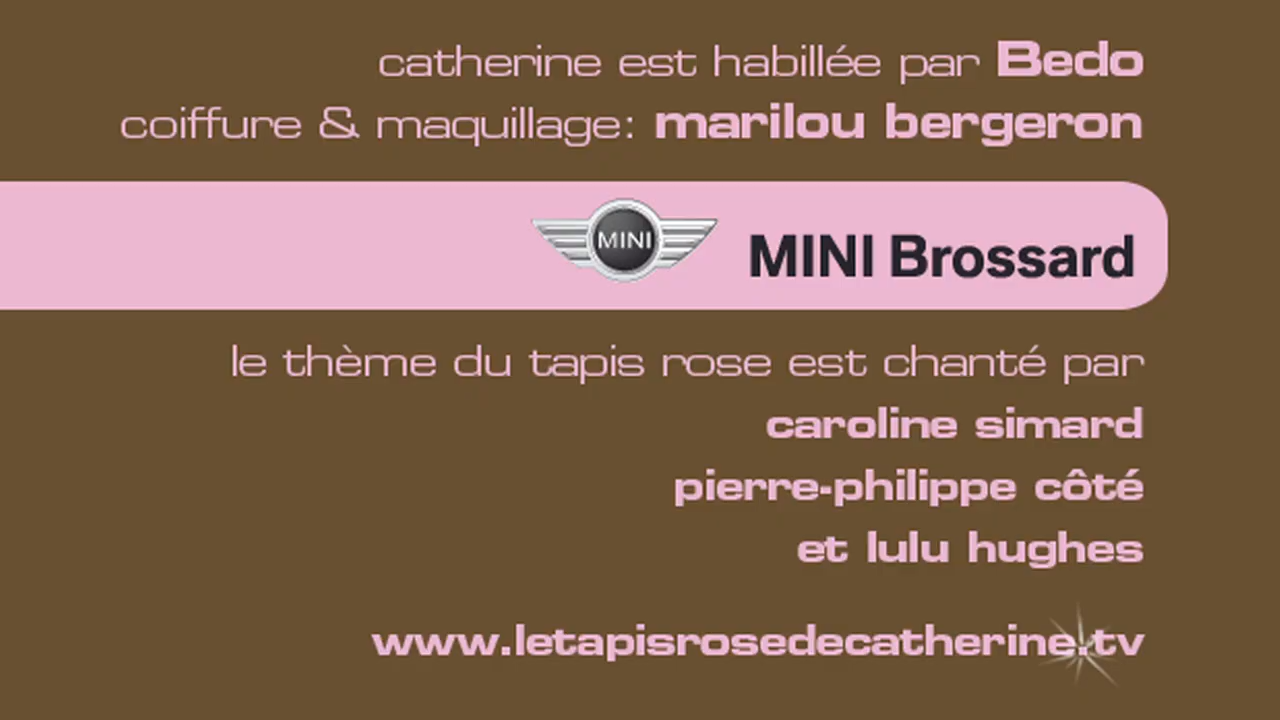 catherine est habillée par Bedo
coiffure & maquillage: marilou bergeron
MINI MINI Brossard
le thème du tapis rose est chanté par
caroline simard
pierre-philippe côté
et lulu hughes
www.letapisrosedecatherine.tv